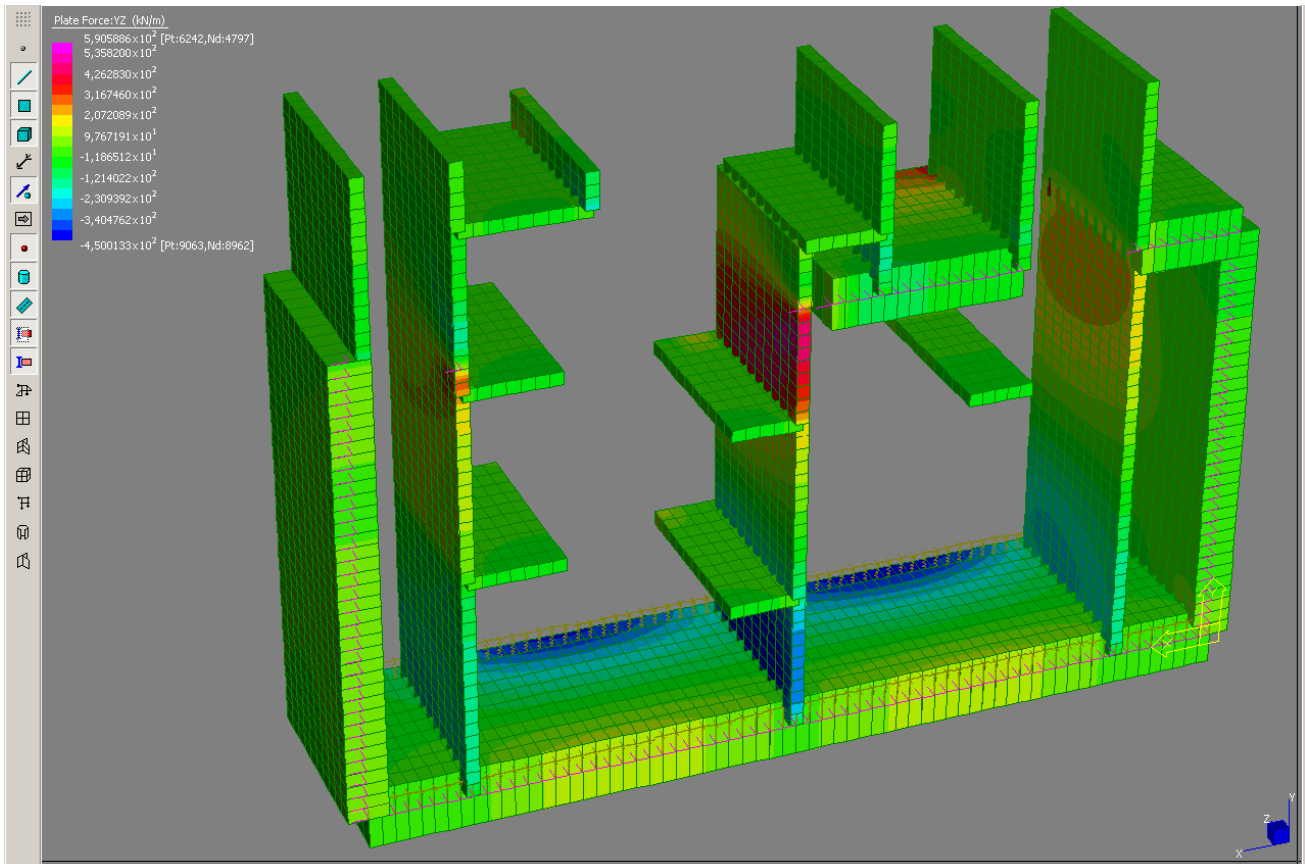 Plate Force:YZ (kN/m)
5,905886x10² [Pt:6242,Nd:4797]
5,358200x10²
4,262830x10²
3,167460x10²
2,072089x10²
9,767191x10¹
-1,186512x10¹
-1,214022x10²
-2,309392x10²
-3,404762x10²
-4,500133x10² [Pt:9063,Nd:8962]
Y
Z
X